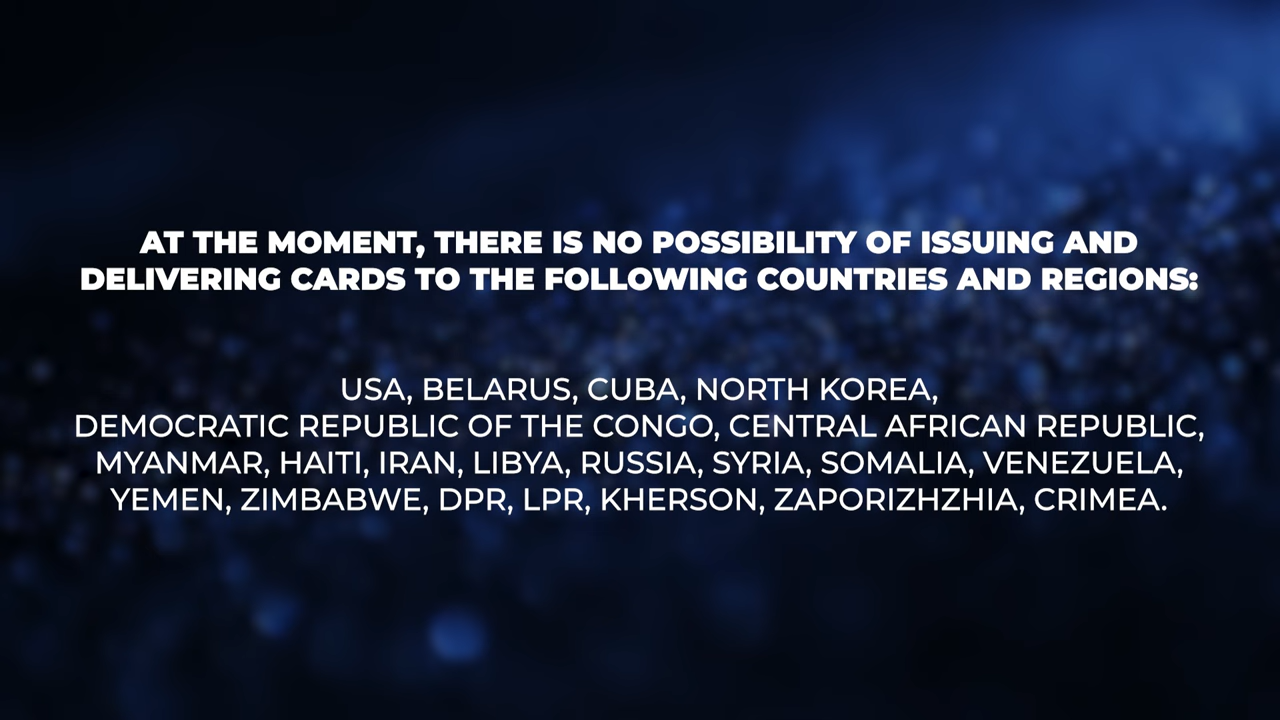 AT THE MOMENT, THERE IS NO POSSIBILITY OF ISSUING AND
DELIVERING CARDS TO THE FOLLOWING COUNTRIES AND REGIONS:
USA, BELARUS, CUBA, NORTH KOREA,
DEMOCRATIC REPUBLIC OF THE CONGO, CENTRAL AFRICAN REPUBLIC,
MYANMAR, HAITI, IRAN, LIBYA, RUSSIA, SYRIA, SOMALIA, VENEZUELA,
YEMEN, ZIMBABWE, DPR, LPR, KHERSON, ZAPORIZHZHIA, CRIMEA.